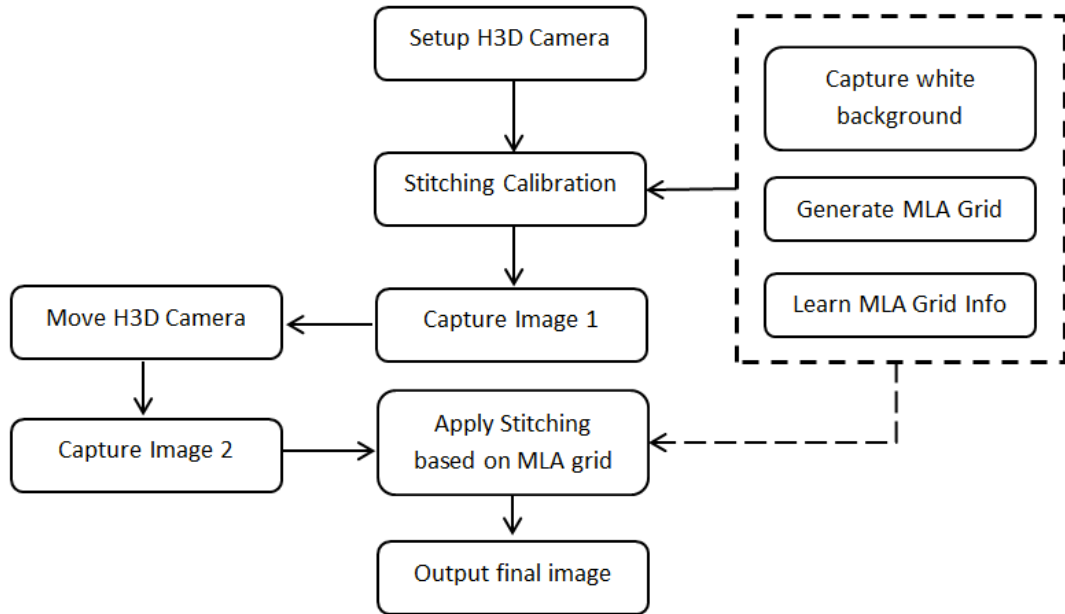 Setup H3D Camera
Capture white
background
Stitching Calibration
Generate MLA Grid
Learn MLA Grid Info
Move H3D Camera
Capture Image 1
Capture Image 2
Apply Stitching
based on MLA grid
Output final image